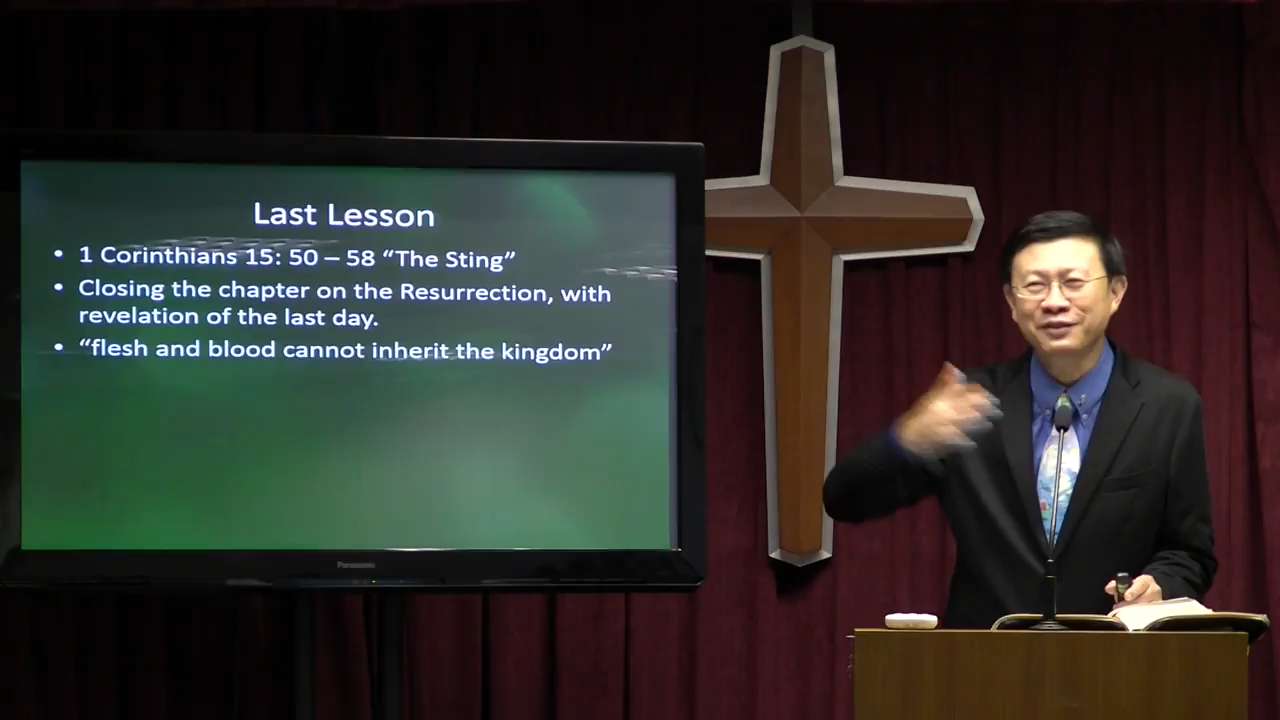 Last Lesson
• 1 Corinthians 15: 50 – 58 “The Sting”
• Closing the chapter on the Resurrection, with
revelation of the last day.
• “flesh and blood cannot inherit the kingdom”
Panasonic